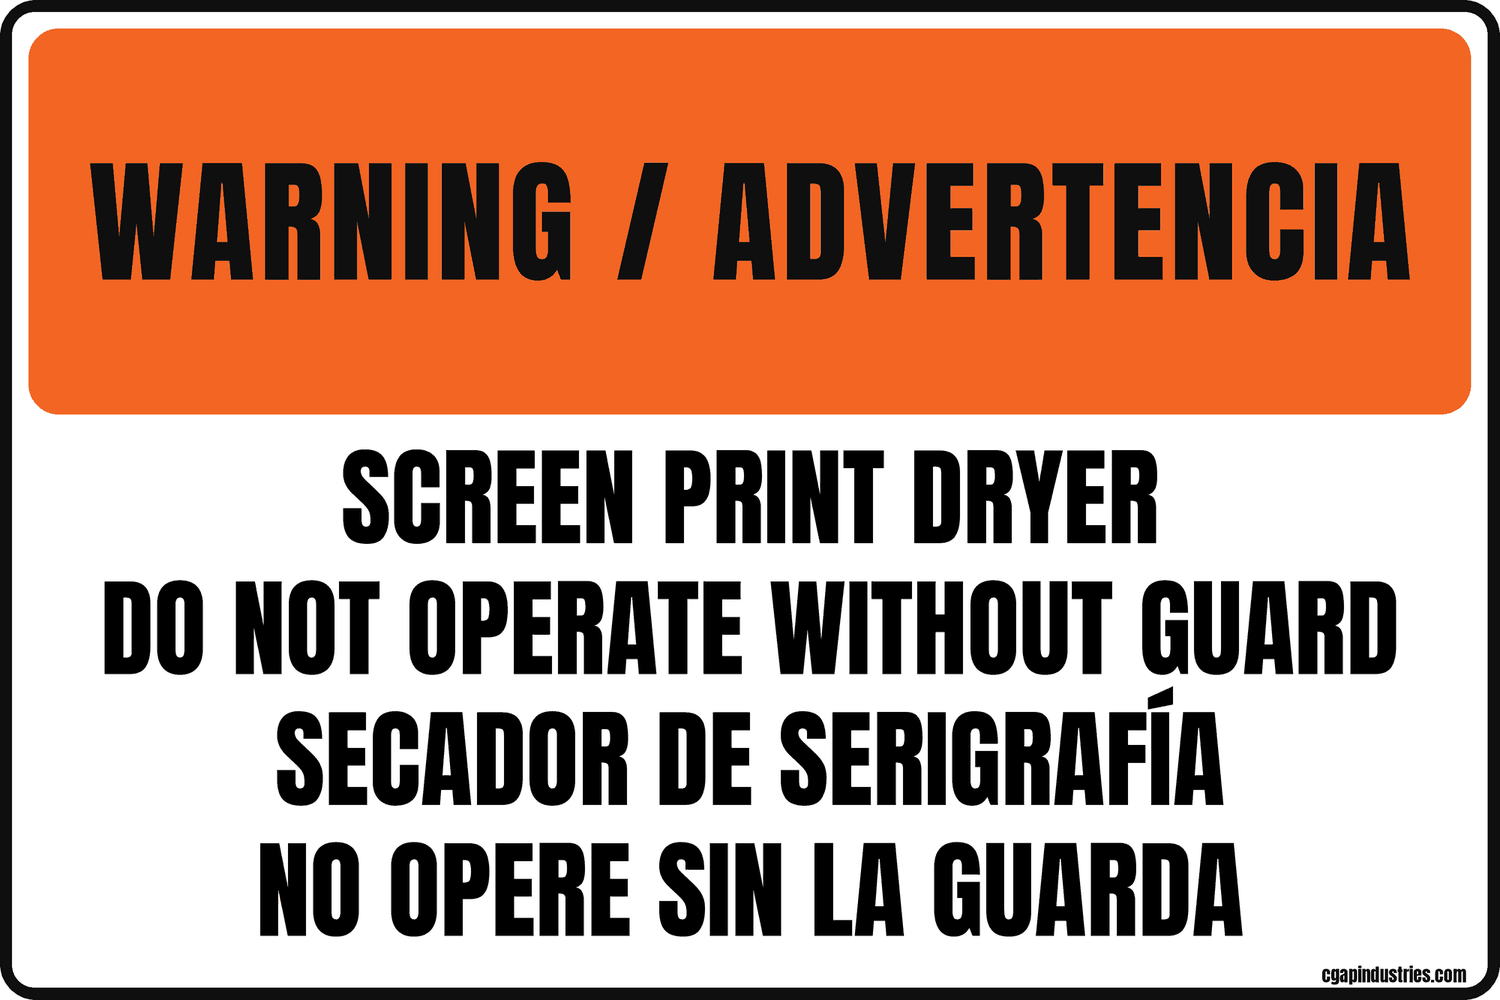 WARNING / ADVERTENCIA
SCREEN PRINT DRYER
DO NOT OPERATE WITHOUT GUARD
SECADOR DE SERIGRAFÍA
NO OPERE SIN LA GUARDA
cgapindustries.com